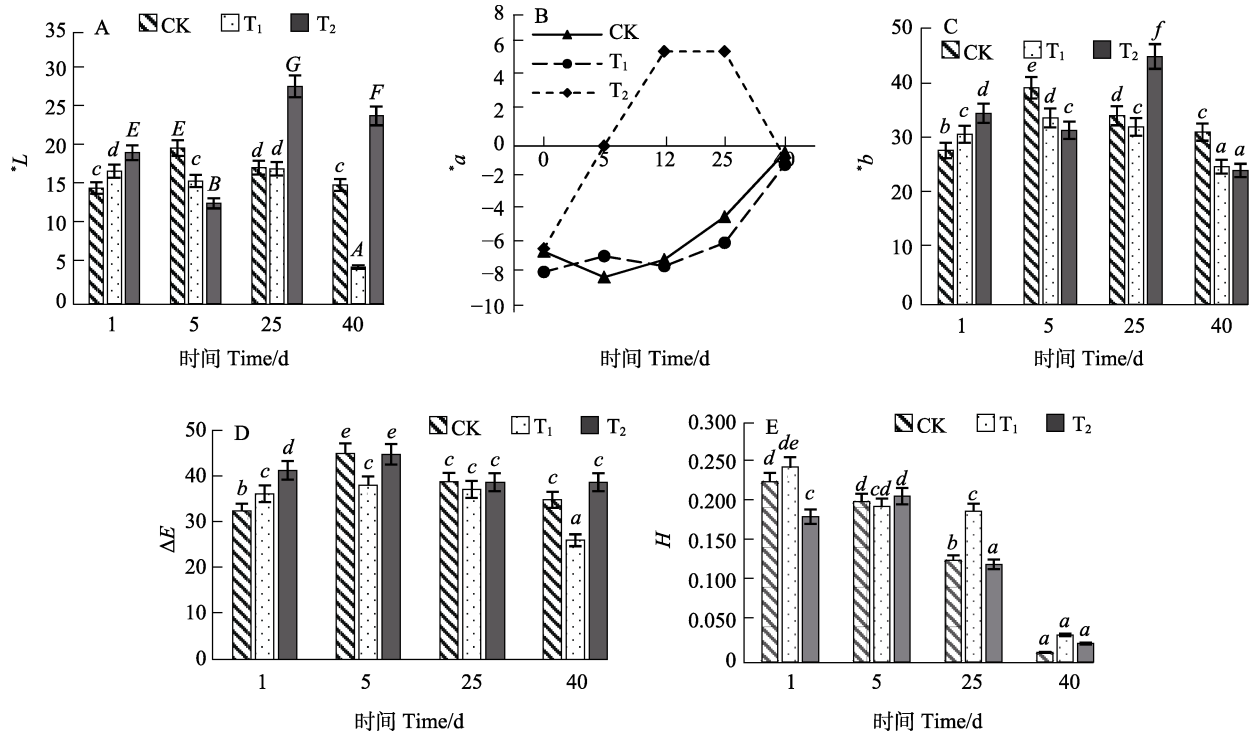 A
CK T₁ T₂
35
30
25
20
15
10
5
0
*L
c d E
E c B
d d G
c A F
1 5 25 40
时间 Time/d
B
CK
T₁
T₂
8
6
4
2
0
−2
−4
−6
−8
−10
*a
0 5 12 25 40
时间 Time/d
C
CK T₁ T₂
50
40
30
20
10
0
*b
b c d
e d c
d c f
c a a
1 5 25 40
时间 Time/d
D
CK T₁ T₂
50
40
30
20
10
0
ΔE
b c d
e c e
c c c
c a c
1 5 25 40
时间 Time/d
E
CK T₁ T₂
0.300
0.250
0.200
0.150
0.100
0.050
0
H
d de c
d cd d
b c a
a a a
1 5 25 40
时间 Time/d